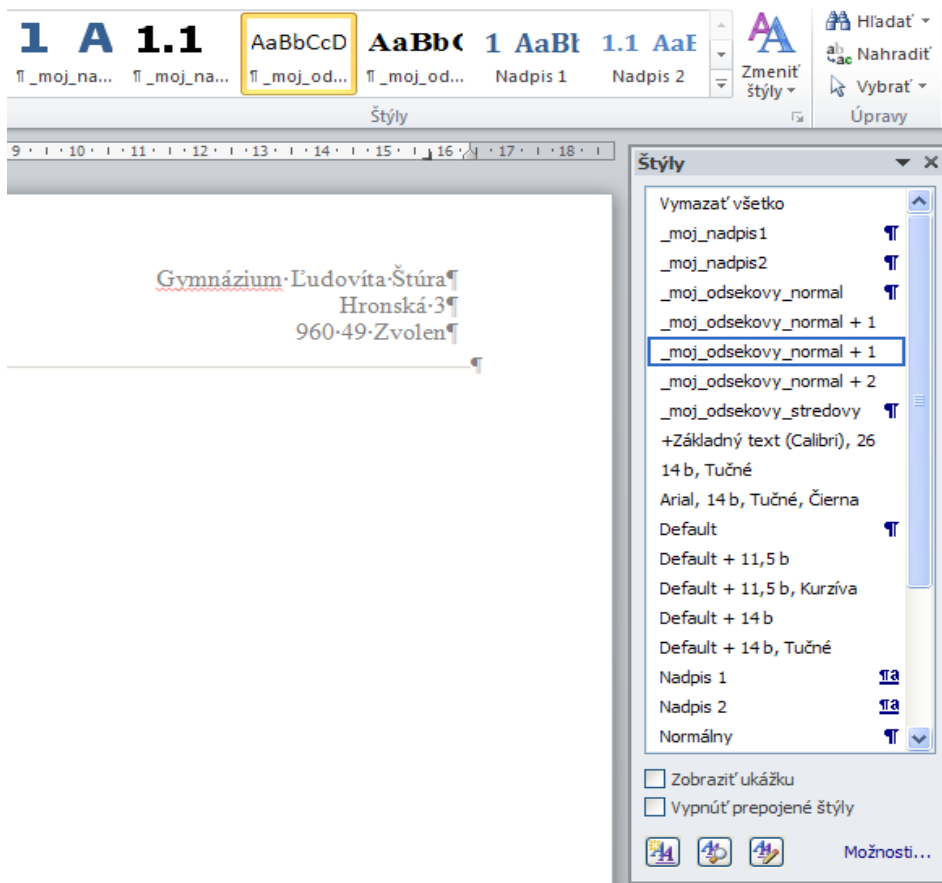 1 A 1.1 AaBbCcD AaBb( 1 AaBb 1.1 AaB
¶ _moj_na... ¶ _moj_na... ¶ _moj_od... ¶ _moj_od... Nadpis 1 Nadpis 2
Zmeniť
štýly
Hľadať
Nahradiť
Vybrať
Štýly
Úpravy
9 · 10 · 11 · 12 · 13 · 14 · 15 · 16 · 17 · 18
Gymnázium·Ľudovíta·Štúra¶
Hronská·3¶
960·49·Zvolen¶
¶
Štýly
Vymazať všetko
_moj_nadpis1 ¶
_moj_nadpis2 ¶
_moj_odsekovy_normal ¶
_moj_odsekovy_normal + 1
_moj_odsekovy_normal + 1
_moj_odsekovy_normal + 2
_moj_odsekovy_stredovy ¶
+Základný text (Calibri), 26
14 b, Tučné
Arial, 14 b, Tučné, Čierna
Default ¶
Default + 11,5 b
Default + 11,5 b, Kurzíva
Default + 14 b
Default + 14 b, Tučné
Nadpis 1 ¶a
Nadpis 2 ¶a
Normálny ¶
Zobraziť ukážku
Vypnúť prepojené štýly
Možnosti...